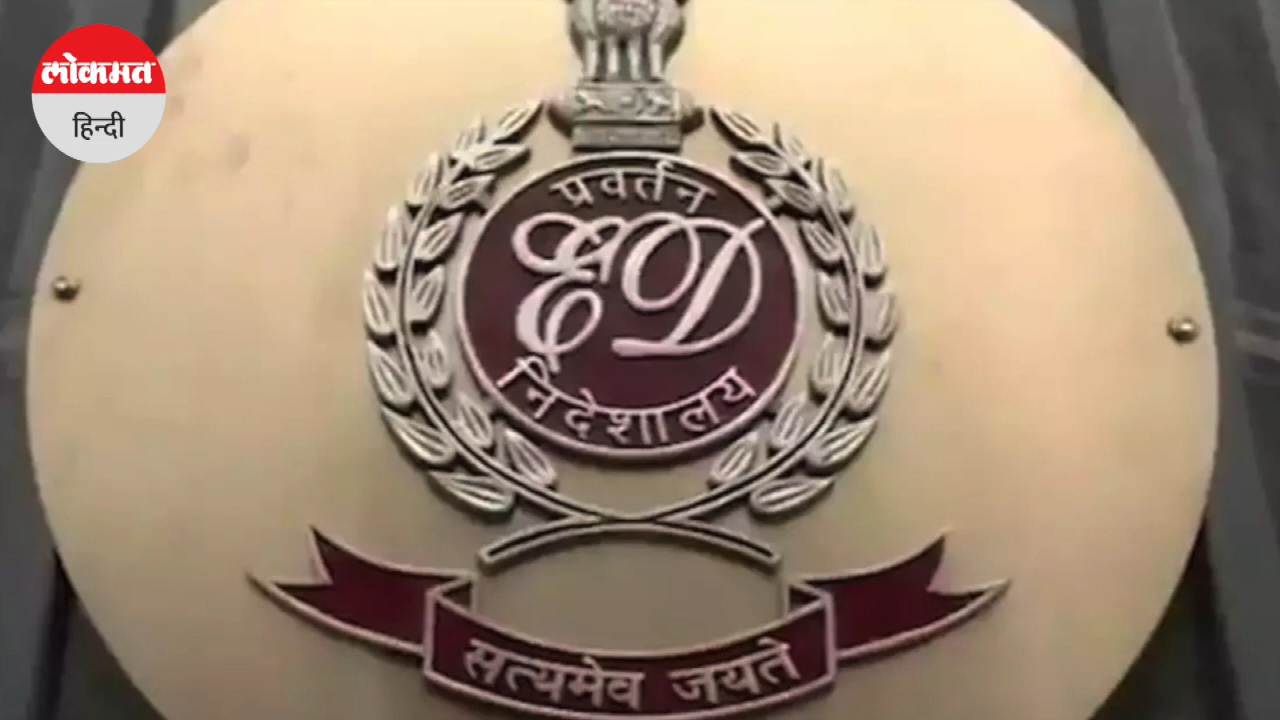 लोकमत
हिन्दी
प्रवर्तन
ED
निदेशालय
सत्यमेव जयते